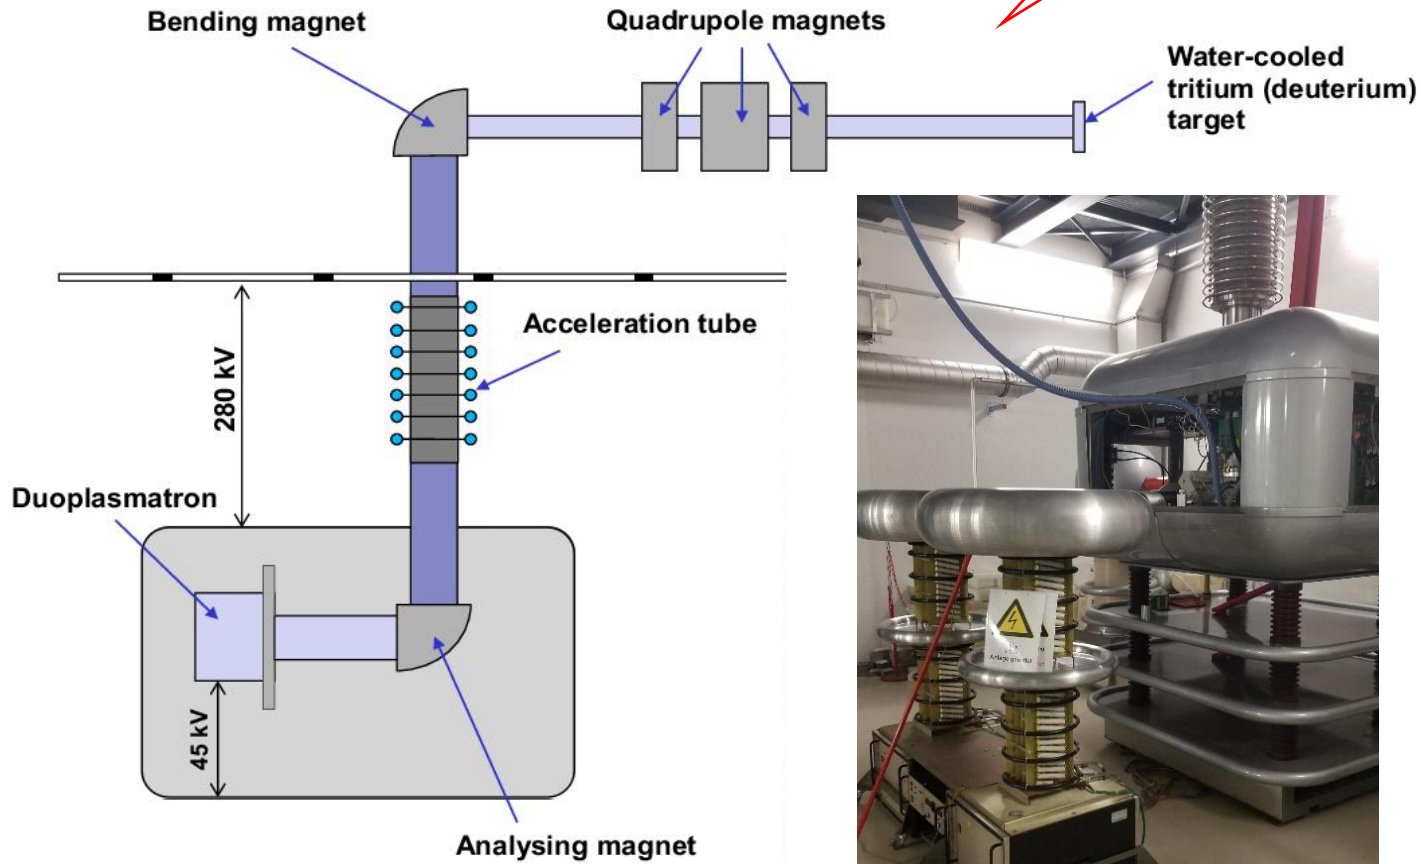 Bending magnet
Quadrupole magnets
Water-cooled
tritium (deuterium)
target
Acceleration tube
280 kV
Duoplasmatron
45 kV
Analysing magnet